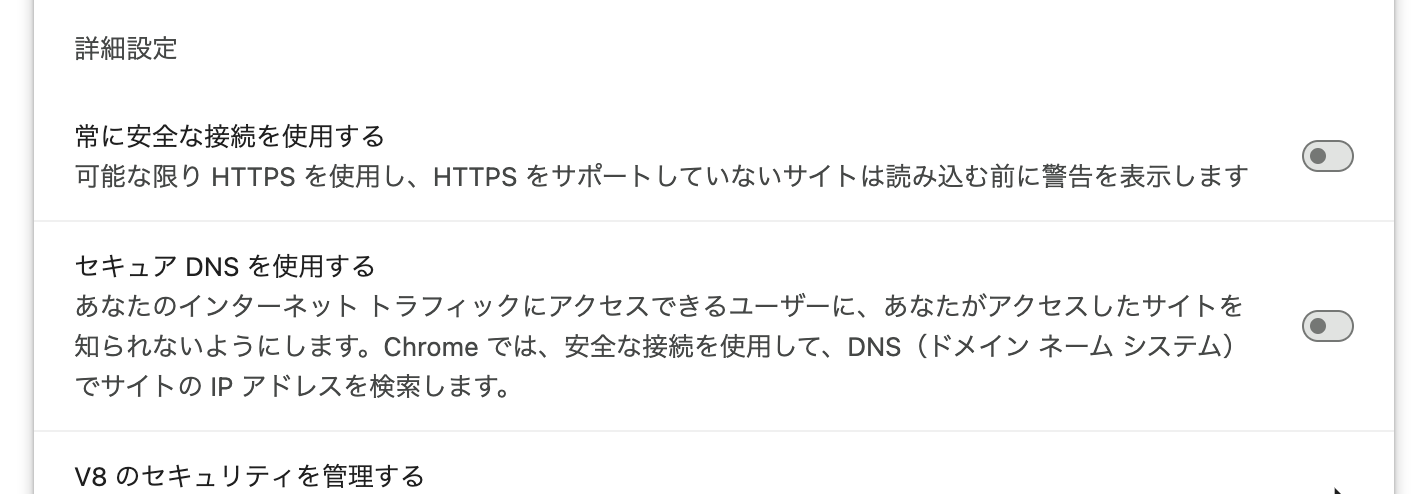 詳細設定
常に安全な接続を使用する
可能な限り HTTPS を使用し、HTTPS をサポートしていないサイトは読み込む前に警告を表示します
セキュア DNS を使用する
あなたのインターネット トラフィックにアクセスできるユーザーに、あなたがアクセスしたサイトを
知られないようにします。Chrome では、安全な接続を使用して、DNS（ドメイン ネーム システム）
でサイトの IP アドレスを検索します。
V8 のセキュリティを管理する